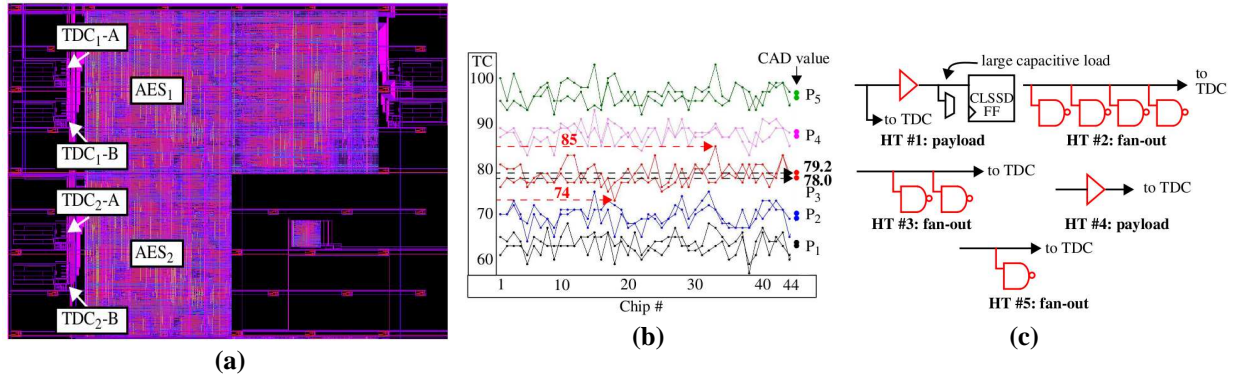 TDC1-A
AES1
TDC1-B
TDC2-A
AES2
TDC2-B
(a)
TC
CAD value
100
90
80
70
60
P5
P4
85
79.2
78.0
P3
74
P2
P1
1 10 20 30 40 44
Chip #
(b)
large capacitive load
CLSSD
FF
to TDC
HT #1: payload
to
TDC
HT #2: fan-out
to TDC
HT #3: fan-out
to TDC
HT #4: payload
to TDC
HT #5: fan-out
(c)